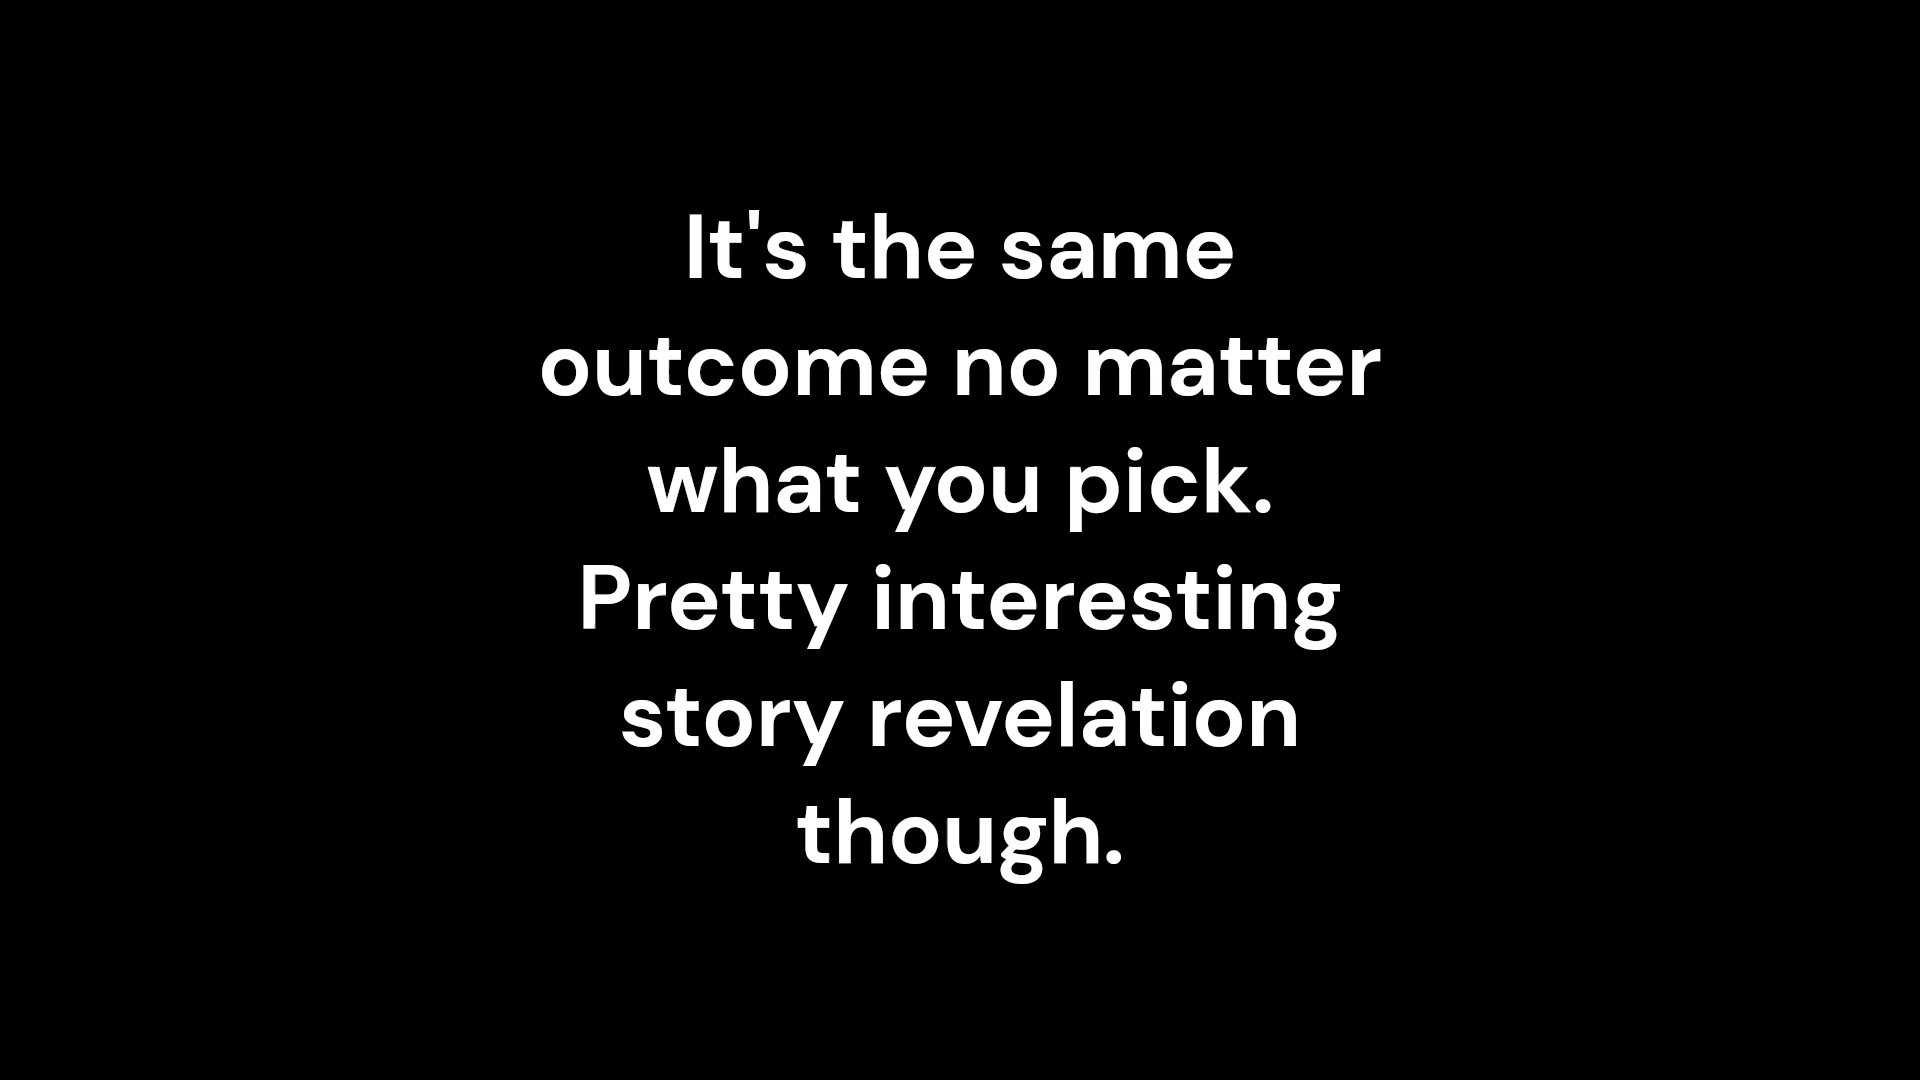 It's the same
outcome no matter
what you pick.
Pretty interesting
story revelation
though.